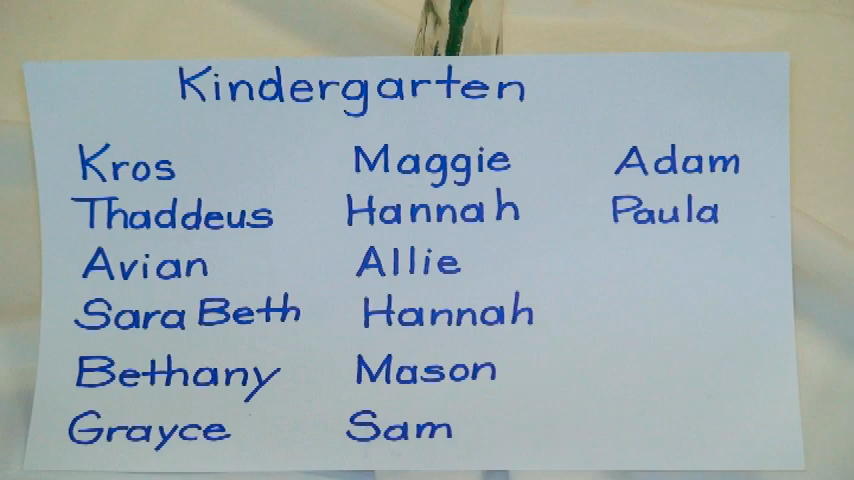 Kindergarten
Kros
Thaddeus
Avian
Sara Beth
Bethany
Grayce
Maggie
Hannah
Allie
Hannah
Mason
Sam
Adam
Paula